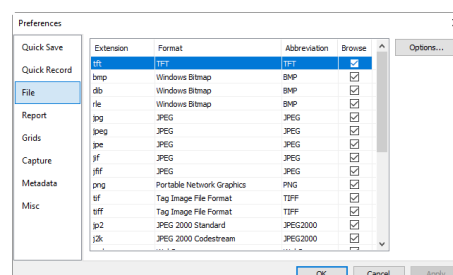 Preferences
Quick Save
Quick Record
File
Report
Grids
Capture
Metadata
Misc
Extension Format Abbreviation Browse
tft TFT TFT
bmp Windows Bitmap BMP
dib Windows Bitmap BMP
rle Windows Bitmap BMP
jpg JPEG JPEG
jpeg JPEG JPEG
jpe JPEG JPEG
jif JPEG JPEG
jfif JPEG JPEG
png Portable Network Graphics PNG
tif Tag Image File Format TIFF
tiff Tag Image File Format TIFF
jp2 JPEG 2000 Standard JPEG2000
j2k JPEG 2000 Codestream JPEG2000
Options...
OK Cancel Apply